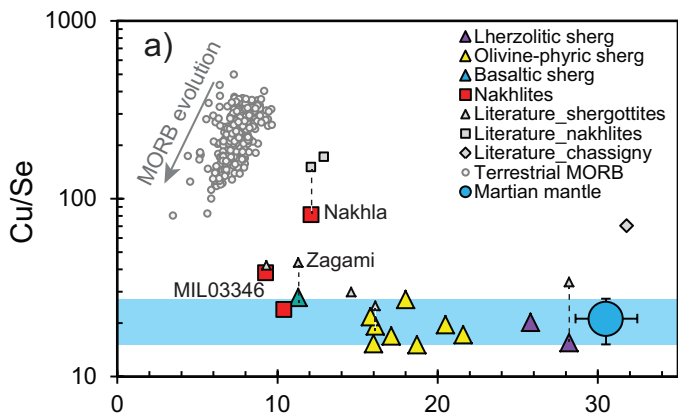 1000
a)
Lherzolitic sherg
Olivine-phyric sherg
Basaltic sherg
Nakhlites
Literature_shergottites
Literature_nakhlites
Literature_chassigny
Terrestrial MORB
Martian mantle
MORB evolution
Cu/Se
100
Nakhla
Zagami
MIL03346
10
0
10
20
30